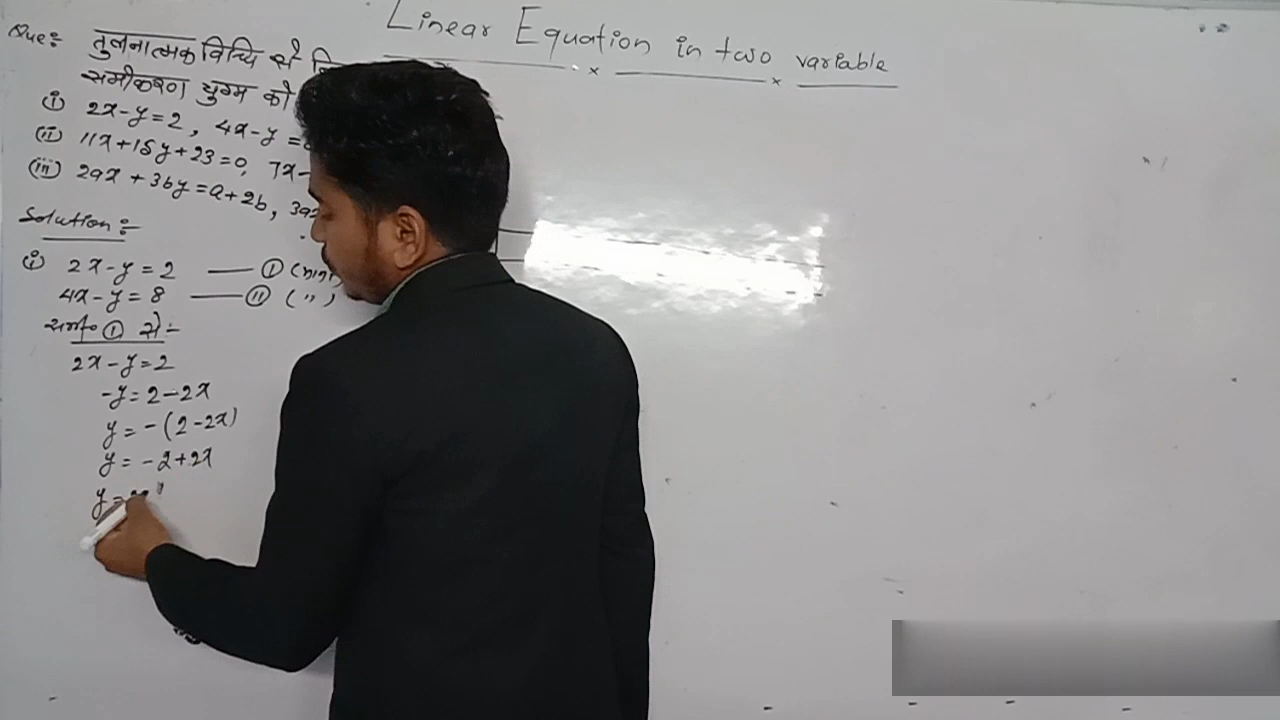 Linear Equation in two variable
Que:- तुलनात्मक विधि से
समीकरण युग्म को
(i) 2x-y=2, 4x-y=
(ii) 11x+15y+23=0, 7x-
(iii) 2ax+3by=a+2b, 3ax
Solution:-
(i) 2x-y=2 —— (I)
4x-y=8 —— (II) (")
समी० (I) से:-
2x-y=2
-y=2-2x
y=-(2-2x)
y=-2+2x
y=